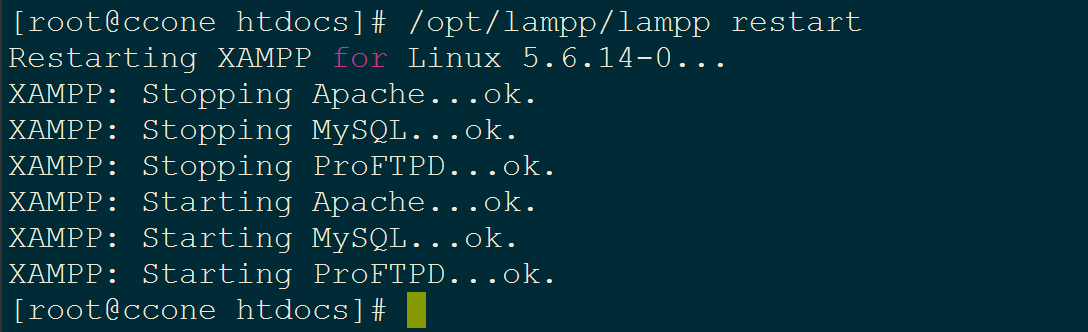 [root@ccone htdocs]# /opt/lampp/lampp restart
Restarting XAMPP for Linux 5.6.14-0...
XAMPP: Stopping Apache...ok.
XAMPP: Stopping MySQL...ok.
XAMPP: Stopping ProFTPD...ok.
XAMPP: Starting Apache...ok.
XAMPP: Starting MySQL...ok.
XAMPP: Starting ProFTPD...ok.
[root@ccone htdocs]#